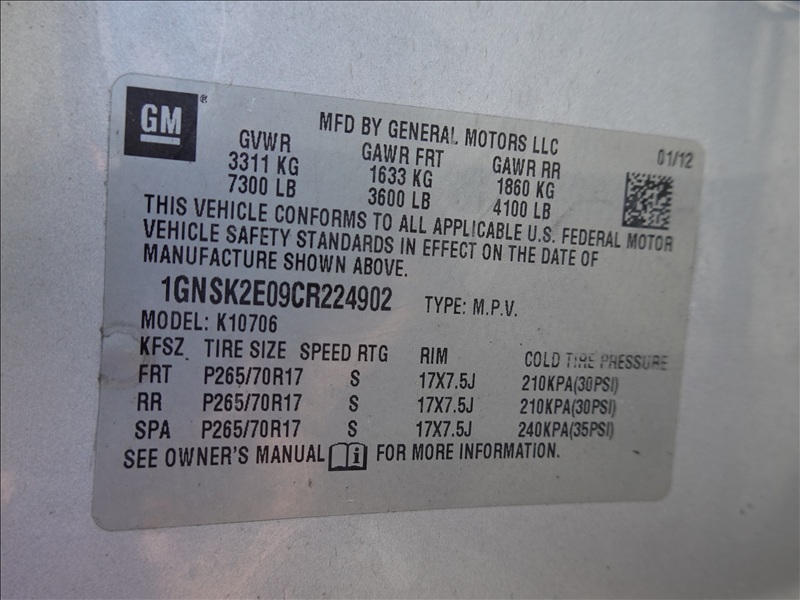 GM®
MFD BY GENERAL MOTORS LLC 01/12
GVWR GAWR FRT GAWR RR
3311 KG 1633 KG 1860 KG
7300 LB 3600 LB 4100 LB
THIS VEHICLE CONFORMS TO ALL APPLICABLE U.S. FEDERAL MOTOR
VEHICLE SAFETY STANDARDS IN EFFECT ON THE DATE OF
MANUFACTURE SHOWN ABOVE.
1GNSK2E09CR224902 TYPE: M.P.V.
MODEL: K10706
KFSZ TIRE SIZE SPEED RTG RIM COLD TIRE PRESSURE
FRT P265/70R17 S 17X7.5J 210KPA(30PSI)
RR P265/70R17 S 17X7.5J 210KPA(30PSI)
SPA P265/70R17 S 17X7.5J 240KPA(35PSI)
SEE OWNER'S MANUAL i FOR MORE INFORMATION.